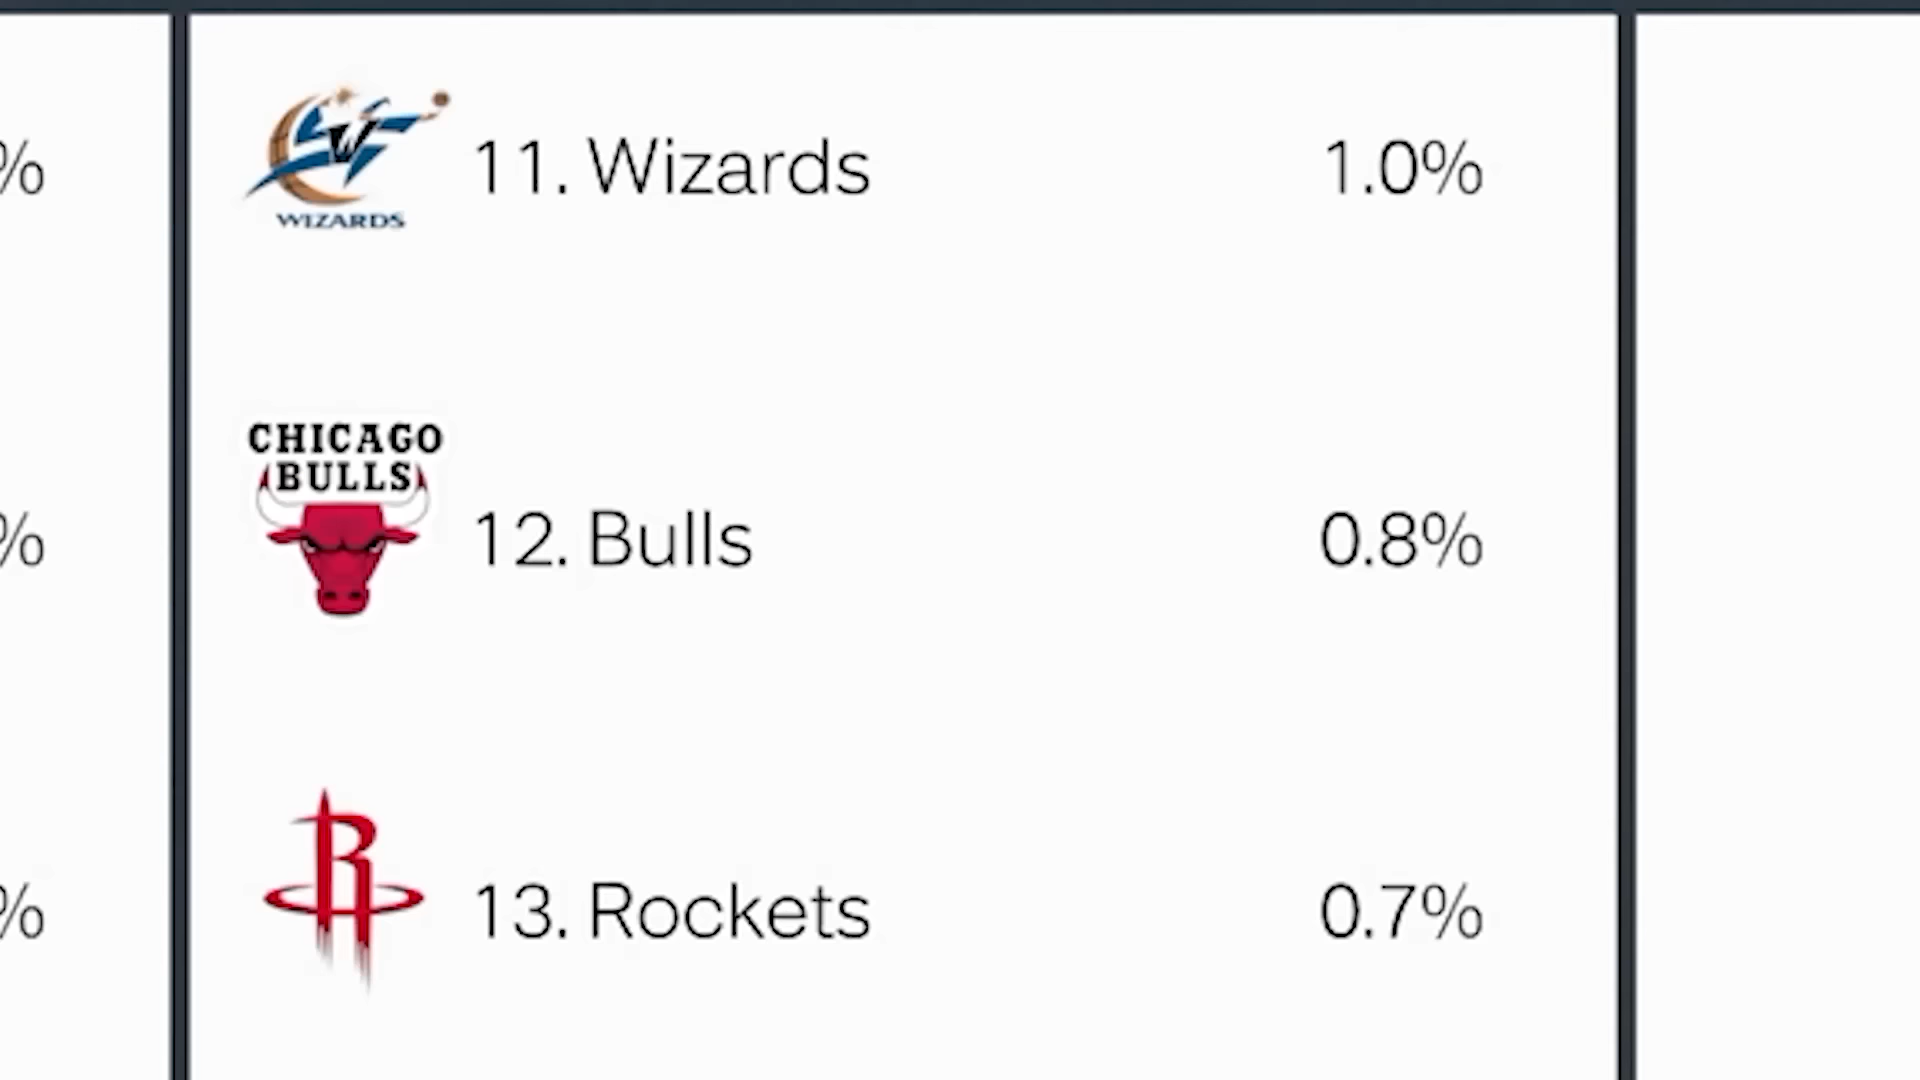 %
WIZARDS
11. Wizards 1.0%
CHICAGO
BULLS
%
12. Bulls 0.8%
%
13. Rockets 0.7%